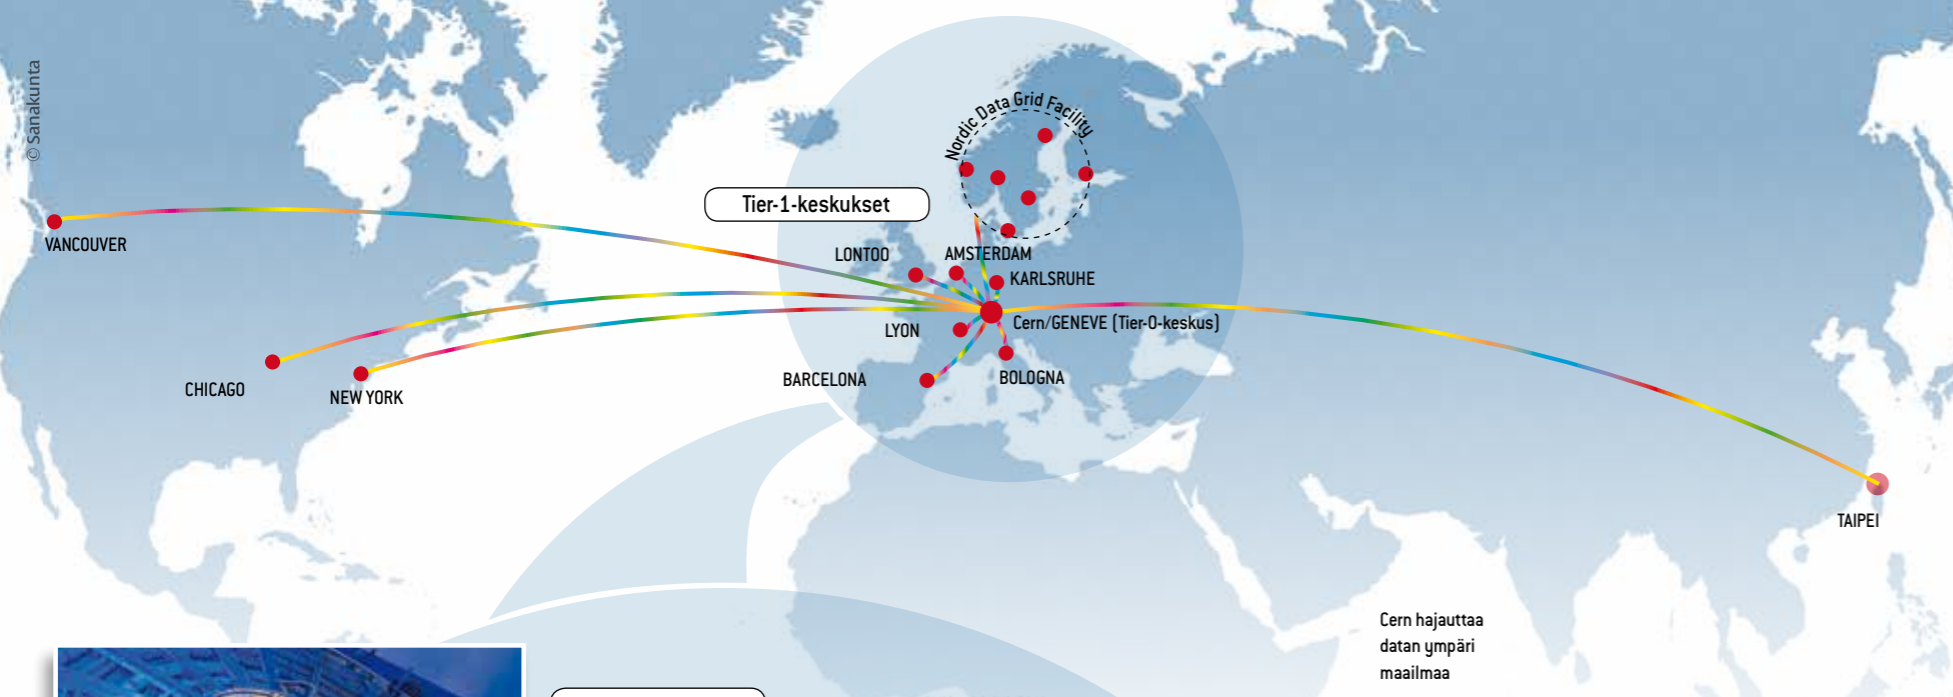 © Sanakunta
Nordic Data Grid Facility
Tier-1-keskukset
VANCOUVER
LONTOO
AMSTERDAM
KARLSRUHE
LYON
Cern/GENEVE (Tier-0-keskus)
CHICAGO
NEW YORK
BARCELONA
BOLOGNA
TAIPEI
Cern hajauttaa
datan ympäri
maailmaa